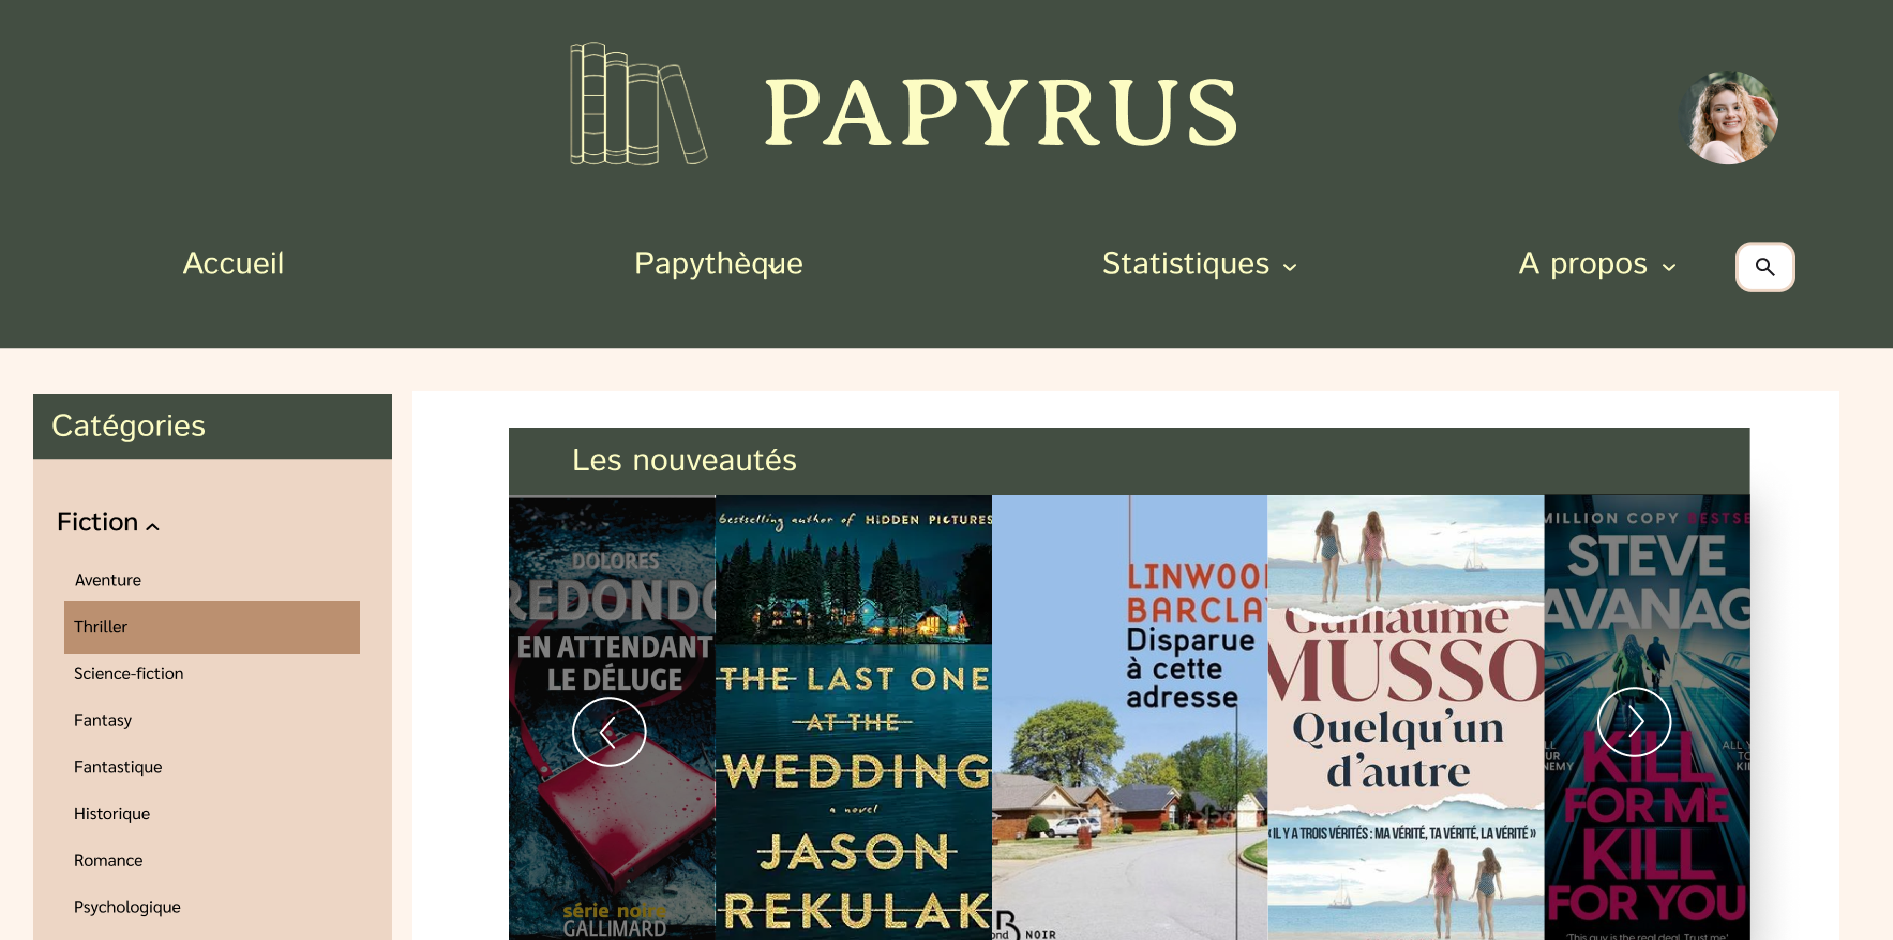 PAPYRUS
Accueil
Papythèque
Statistiques
A propos
Catégories
Fiction
Aventure
Thriller
Science-fiction
Fantasy
Fantastique
Historique
Romance
Psychologique
Les nouveautés
DOLORES
REDONDO
EN ATTENDANT
LE DÉLUGE
série noire
GALLIMARD
bestselling author of HIDDEN PICTURES
THE LAST ONE
AT THE
WEDDING
a novel
JASON
REKULAK
LINWOO
BARCLA
Disparue
à cette
adresse
NOIR
Guillaume
MUSSO
Quelqu'un
d'autre
« IL Y A TROIS VÉRITÉS : MA VÉRITÉ, TA VÉRITÉ, LA VÉRITÉ »
MILLION COPY BESTSE
STEVE
AVANAG
KILL
FOR ME
KILL
FOR YOU
'This guy is the real deal. Trust me'